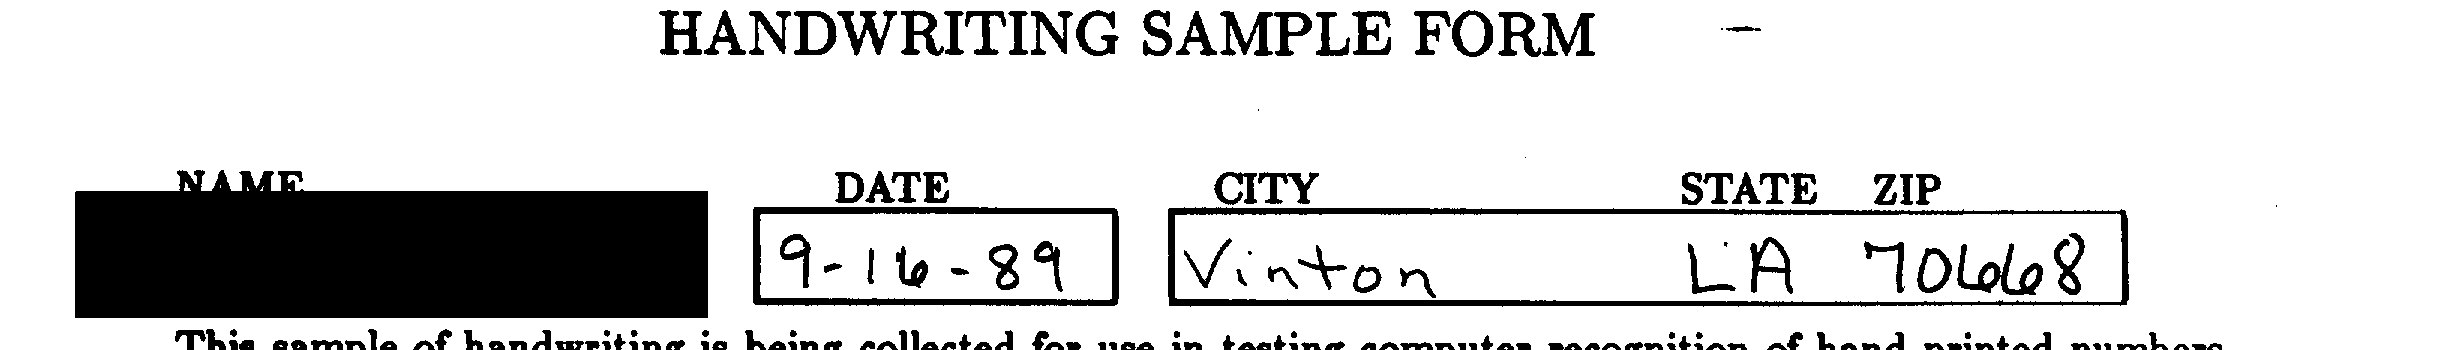 HANDWRITING SAMPLE FORM
NAME DATE CITY STATE ZIP
9-16-89 Vinton LA 70668
This sample of handwriting is being collected for use in testing computer recognition of hand printed numbers